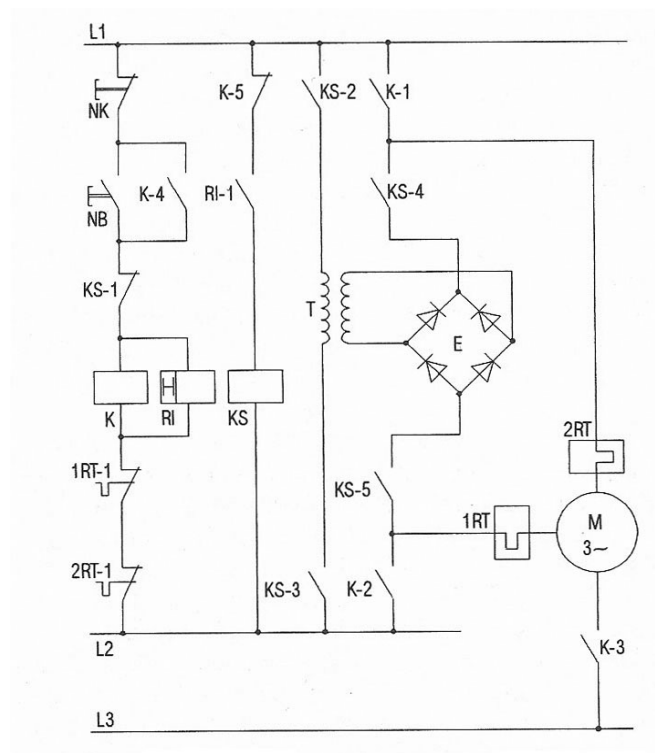 L1
NK
K-5
KS-2
K-1
NB
K-4
RI-1
KS-4
KS-1
T
E
K
RI
KS
2RT
1RT-1
KS-5
1RT
M
3~
2RT-1
KS-3
K-2
L2
K-3
L3